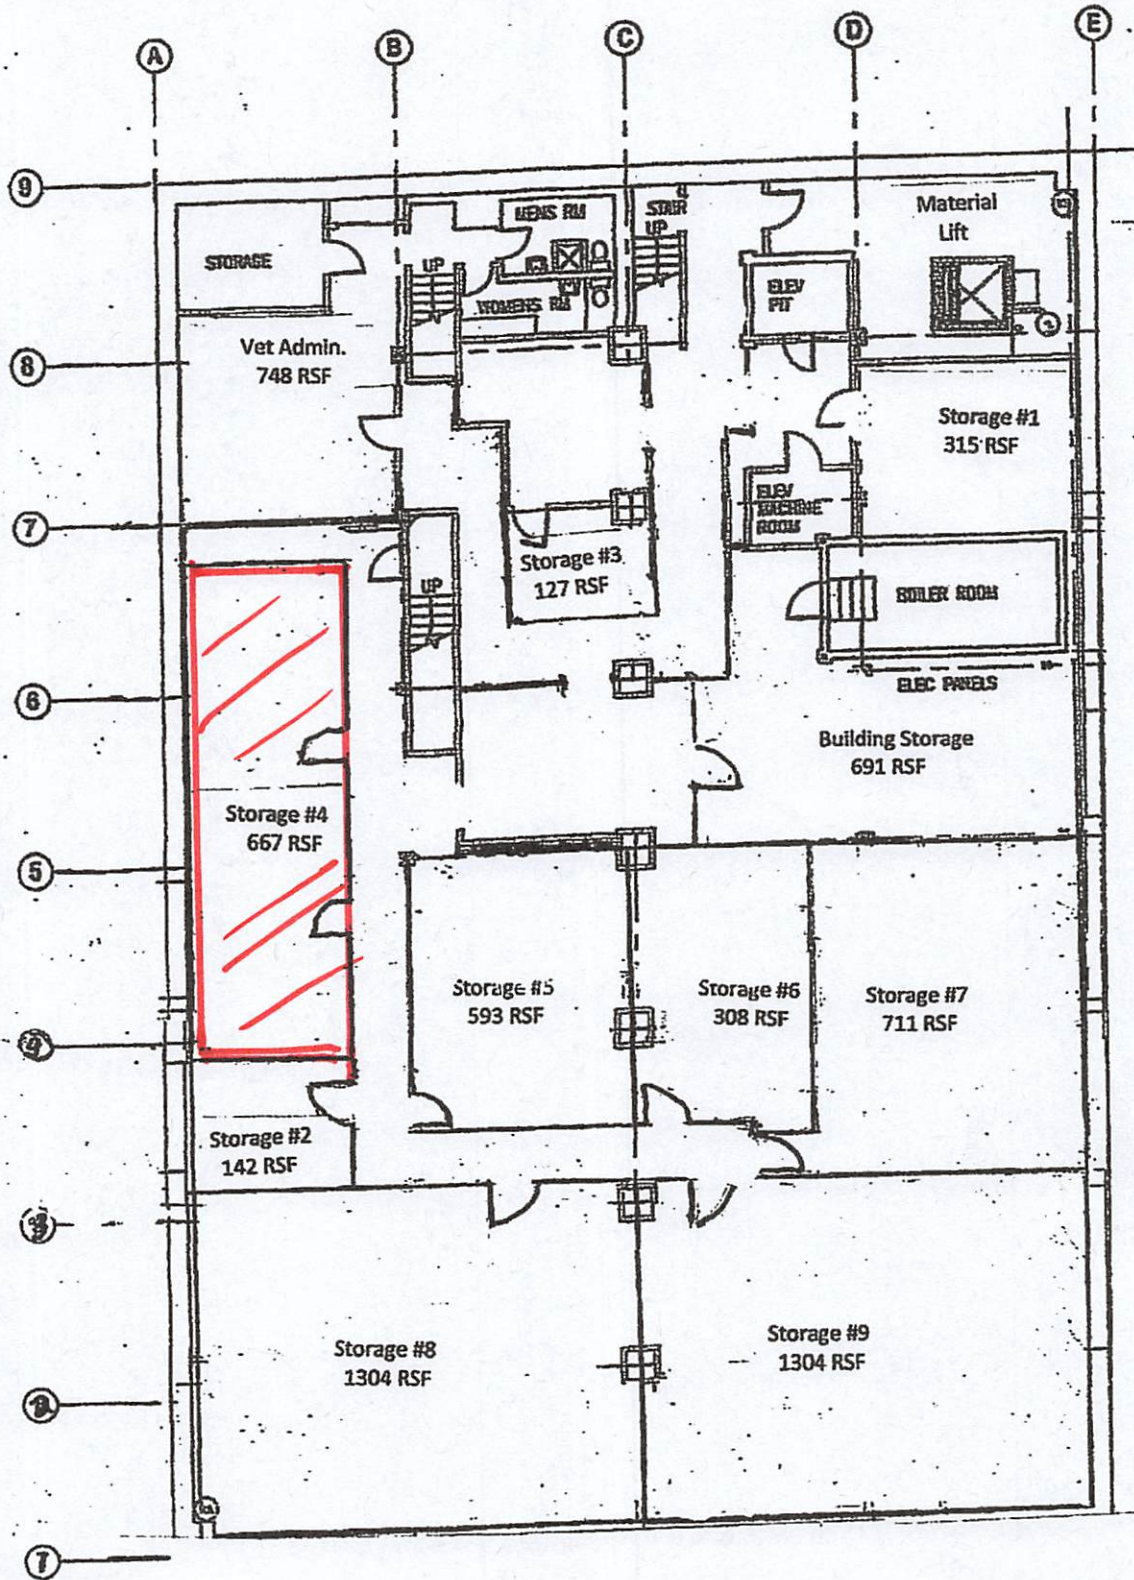 A
B
C
D
E
9
MENS RM
STAIR
UP
Material
Lift
STORAGE
UP
ELEV
PIT
WOMENS RM
8
Vet Admin.
748 RSF
Storage #1
315 RSF
7
ELEV
MACHINE
ROOM
Storage #3
127 RSF
UP
BOILER ROOM
6
ELEC PANELS
Building Storage
691 RSF
Storage #4
667 RSF
5
Storage #5
593 RSF
Storage #6
308 RSF
Storage #7
711 RSF
4
Storage #2
142 RSF
3
Storage #8
1304 RSF
Storage #9
1304 RSF